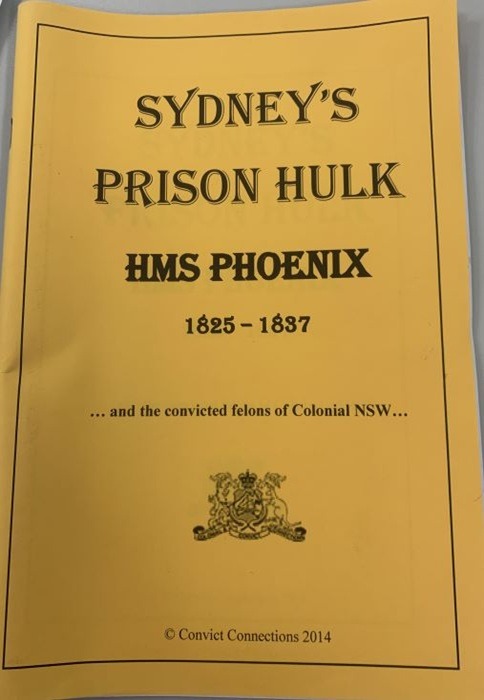 SYDNEY'S
PRISON HULK
HMS PHOENIX
1825 – 1837
... and the convicted felons of Colonial NSW...
© Convict Connections 2014